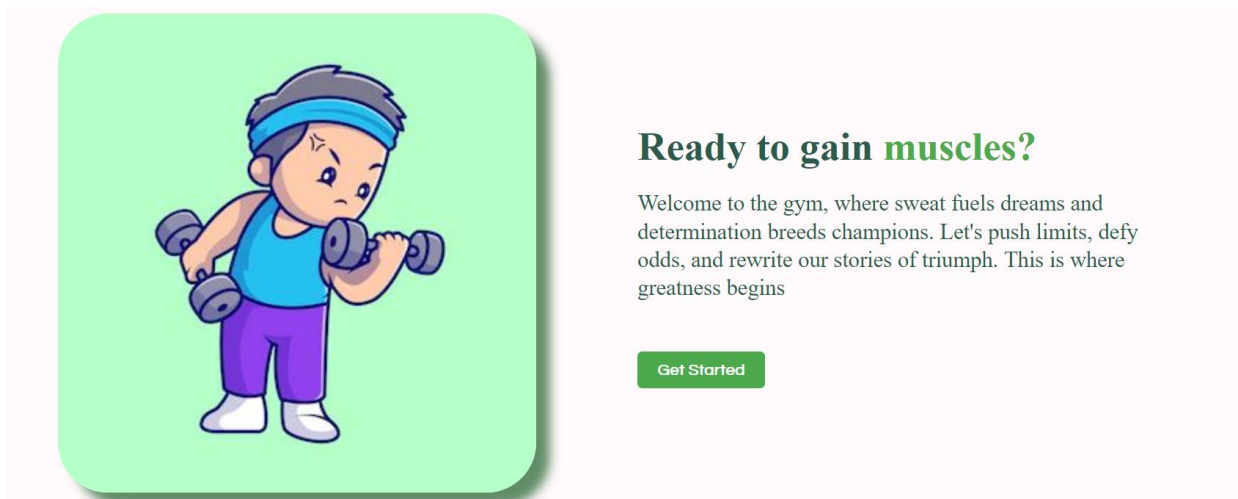 Ready to gain muscles?
Welcome to the gym, where sweat fuels dreams and
determination breeds champions. Let's push limits, defy
odds, and rewrite our stories of triumph. This is where
greatness begins
Get Started